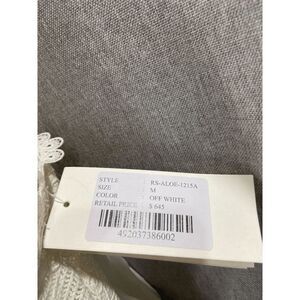 STYLE : RS-ALOE-1215A
SIZE : M
COLOR : OFF WHITE
RETAIL PRICE : $ 645
492037386002